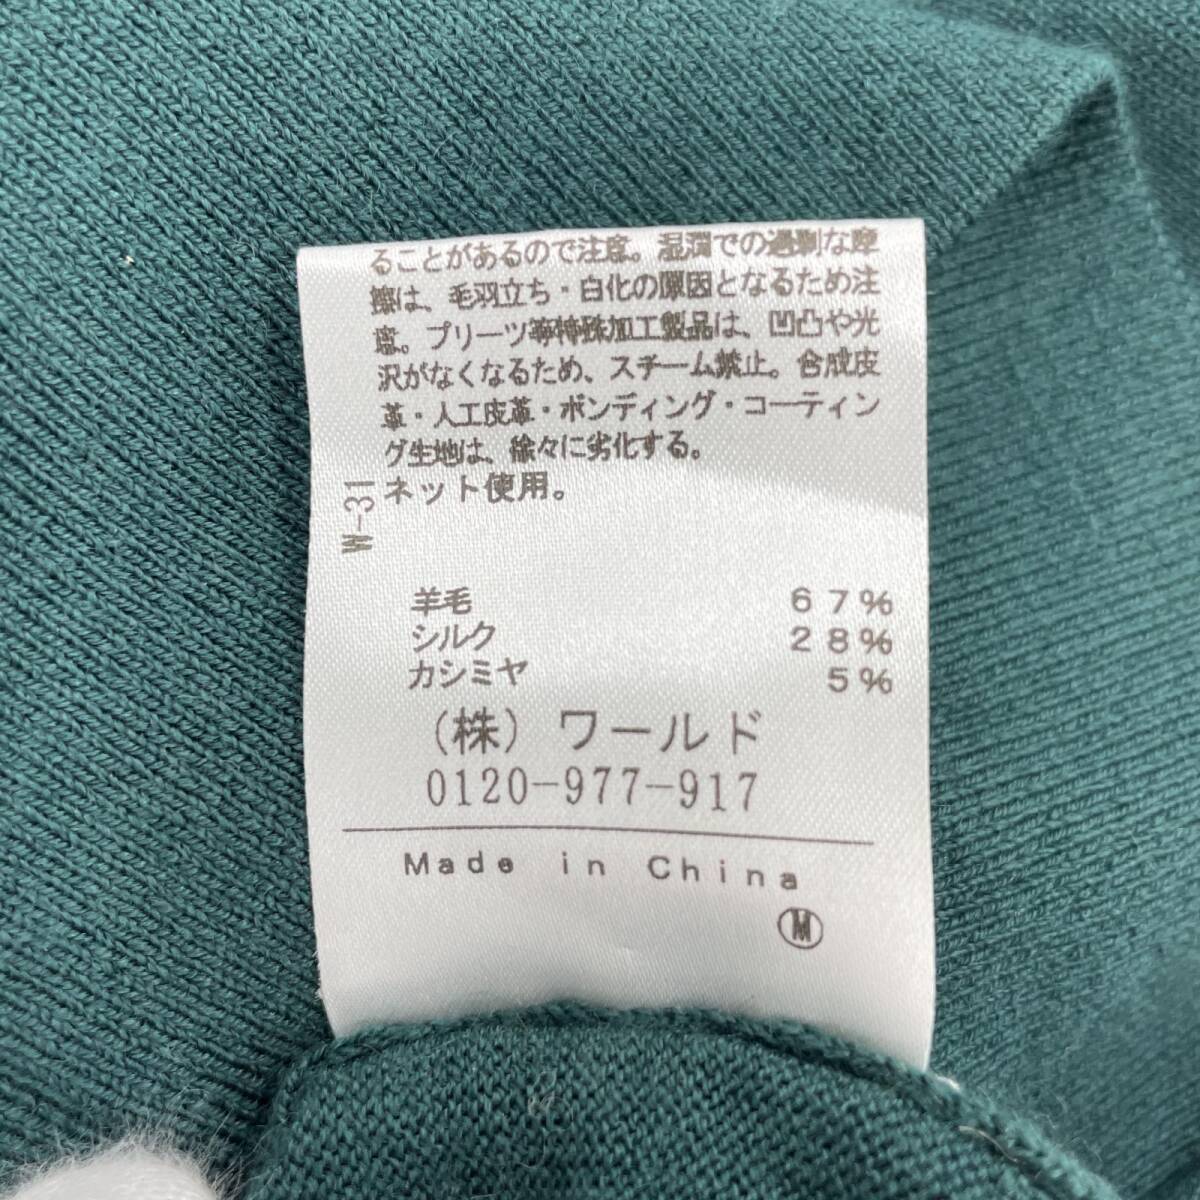 ることがあるので注意。湿潤での過剰な摩
擦は、毛羽立ち・白化の原因となるため注
意。プリーツ等特殊加工製品は、凹凸や光
沢がなくなるため、スチーム禁止。合成皮
革・人工皮革・ボンディング・コーティン
グ生地は、徐々に劣化する。
ネット使用。
W-31
羊毛 67%
シルク 28%
カシミヤ 5%
(株)ワールド
0120-977-917
Made in China
Ⓜ